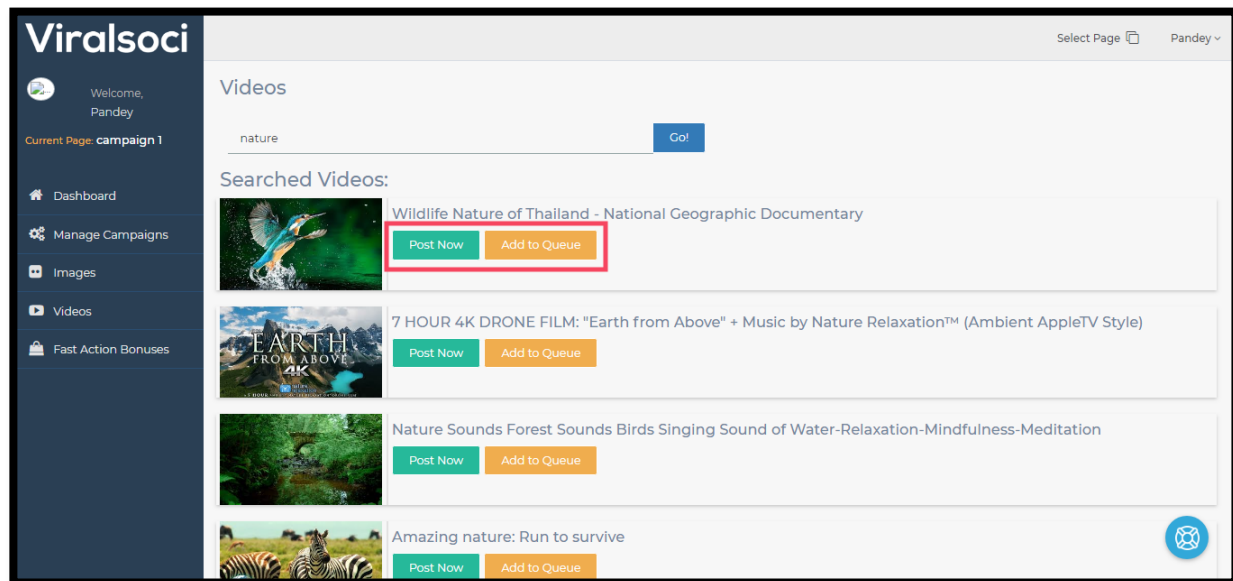 Viralsoci
Select Page
Pandey
Welcome,
Pandey
Current Page: campaign 1
Dashboard
Manage Campaigns
Images
Videos
Fast Action Bonuses
Videos
nature
Go!
Searched Videos:
Wildlife Nature of Thailand - National Geographic Documentary
Post Now
Add to Queue
EARTH
FROM ABOVE
4K
7 HOUR 4K DRONE FILM: "Earth from Above" + Music by Nature Relaxation™ (Ambient AppleTV Style)
Post Now
Add to Queue
Nature Sounds Forest Sounds Birds Singing Sound of Water-Relaxation-Mindfulness-Meditation
Post Now
Add to Queue
Amazing nature: Run to survive
Post Now
Add to Queue